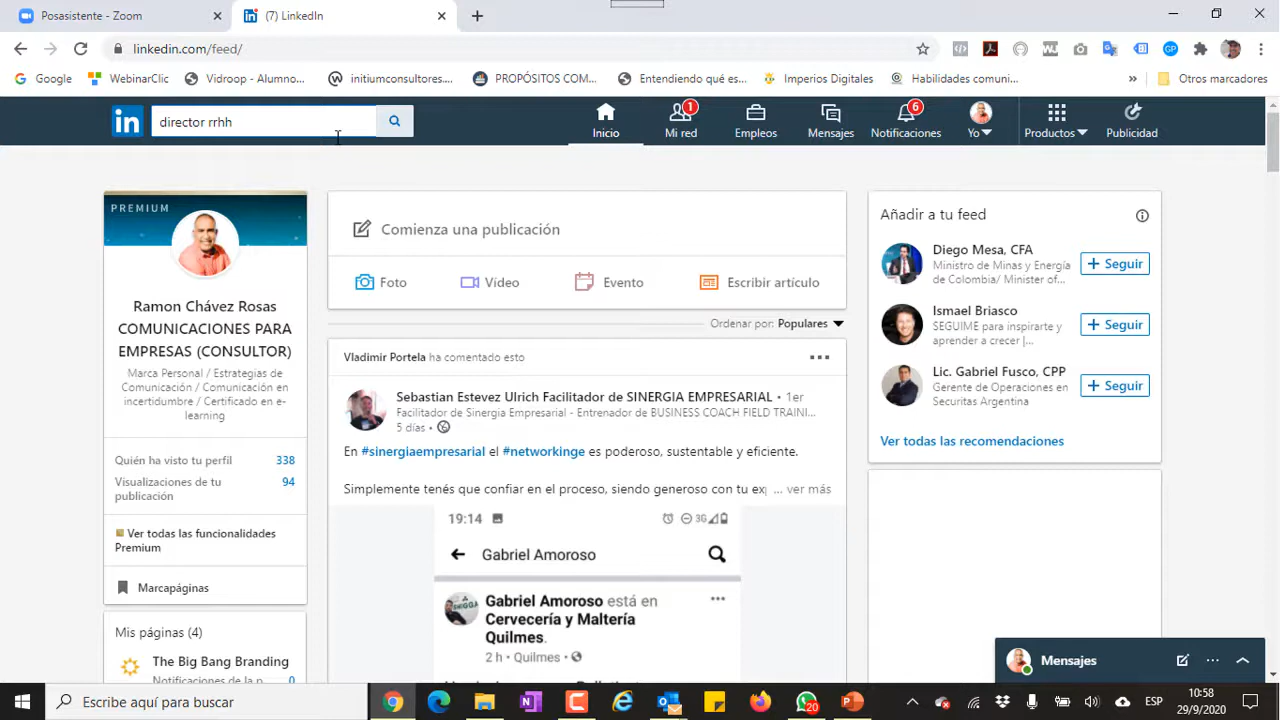 Posasistente - Zoom
(7) LinkedIn
linkedin.com/feed/
Google
WebinarClic
Vidroop - Alumno...
initiumconsultores....
PROPÓSITOS COM...
Entendiendo qué es...
Imperios Digitales
Habilidades comuni...
Otros marcadores
director rrhh
Inicio
1
Mi red
Empleos
Mensajes
6
Notificaciones
Yo
Productos
Publicidad
PREMIUM
Ramon Chávez Rosas
COMUNICACIONES PARA
EMPRESAS (CONSULTOR)
Marca Personal / Estrategias de
Comunicación / Comunicación en
incertidumbre / Certificado en e-
learning
Quién ha visto tu perfil 338
Visualizaciones de tu 94
publicación
Ver todas las funcionalidades
Premium
Marcapáginas
Mis páginas (4)
The Big Bang Branding
0
Comienza una publicación
Foto
Vídeo
Evento
Escribir artículo
Ordenar por: Populares
Vladimir Portela ha comentado esto
Sebastian Estevez Ulrich Facilitador de SINERGIA EMPRESARIAL • 1er
Facilitador de Sinergia Empresarial - Entrenador de BUSINESS COACH FIELD TRAINI...
5 días •
En #sinergiaempresarial el #networkinge es poderoso, sustentable y eficiente.
Simplemente tenés que confiar en el proceso, siendo generoso con tu ... ver más
19:14
3G
Gabriel Amoroso
Gabriel Amoroso está en
Cervecería y Maltería
Quilmes.
2 h • Quilmes •
Añadir a tu feed
Diego Mesa, CFA
Ministro de Minas y Energía
de Colombia/ Minister of...
+ Seguir
Ismael Briasco
SEGUIME para inspirarte y
aprender a crecer |...
+ Seguir
Lic. Gabriel Fusco, CPP
Gerente de Operaciones en
Securitas Argentina
+ Seguir
Ver todas las recomendaciones
Mensajes
Escribe aquí para buscar
20
ESP
10:58
29/9/2020